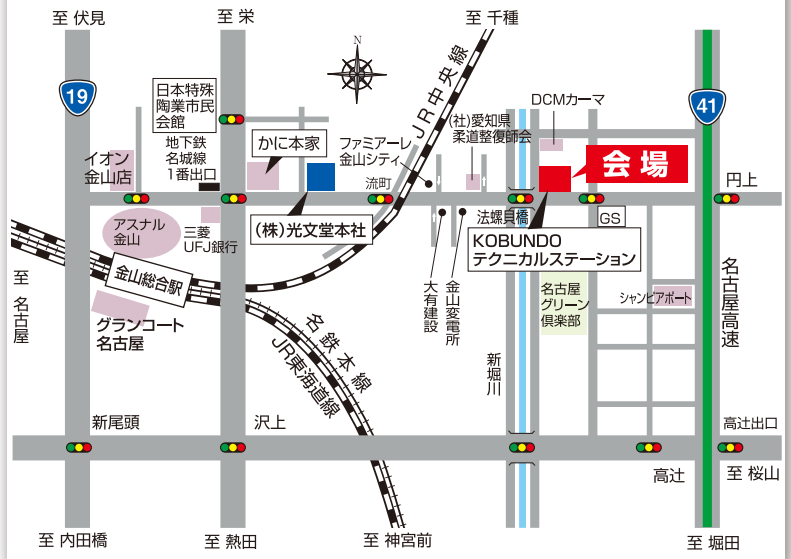 至 伏見
至 栄
至 千種
N
19
41
日本特殊
陶業市民
会館
地下鉄
名城線
1番出口
かに本家
ファミアーレ
金山シティ
JR中央線
(社)愛知県
柔道整復師会
DCMカーマ
会場
イオン
金山店
流町
円上
アスナル
金山
三菱
UFJ銀行
(株)光文堂本社
法螺貝橋
GS
KOBUNDO
テクニカルステーション
金山総合駅
至 名古屋
グランコート
名古屋
大有建設
金山変電所
名古屋
グリーン
倶楽部
シャンピアポート
名古屋高速
名鉄本線
JR東海道線
新堀川
新尾頭
沢上
高辻出口
高辻
至 桜山
至 内田橋
至 熱田
至 神宮前
至 堀田